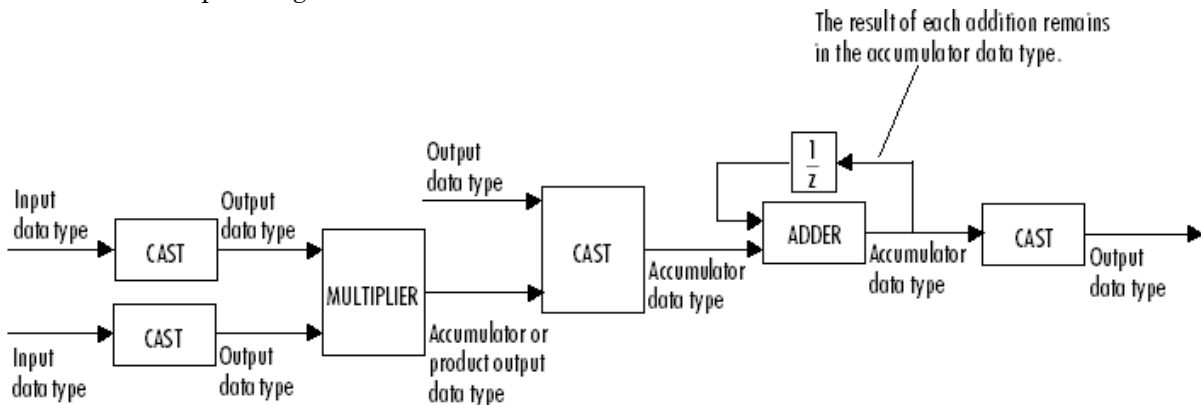 The result of each addition remains
in the accumulator data type.
1
z
Output
data type
Input
data type
Output
data type
CAST
MULTIPLIER
CAST
Accumulator
data type
ADDER
Accumulator
data type
CAST
Output
data type
CAST
Input
data type
Output
data type
Accumulator or
product output
data type